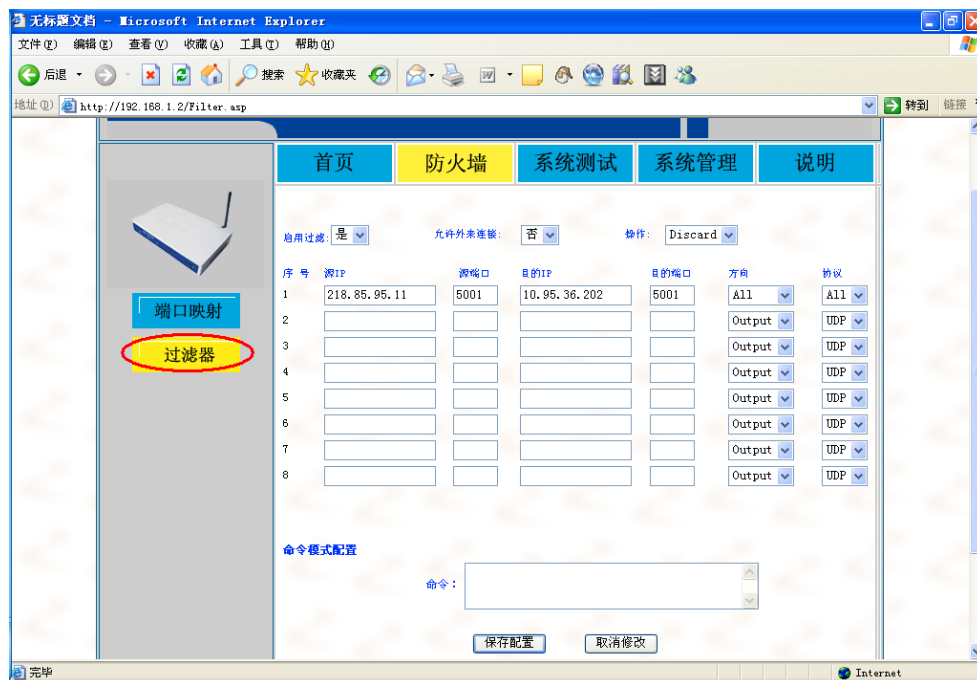 无标题文档 - Microsoft Internet Explorer
文件(F) 编辑(E) 查看(V) 收藏(A) 工具(T) 帮助(H)
后退 搜索 收藏夹
地址(D) http://192.168.1.2/Filter.asp 转到 链接
首页 防火墙 系统测试 系统管理 说明
启用过滤: 是 允许外来连接: 否 操作: Discard
序 号 源IP 源端口 目的IP 目的端口 方向 协议
1 218.85.95.11 5001 10.95.36.202 5001 All All
2 Output UDP
3 Output UDP
4 Output UDP
5 Output UDP
6 Output UDP
7 Output UDP
8 Output UDP
端口映射
过滤器
命令模式配置
命令：
保存配置 取消修改
完毕 Internet